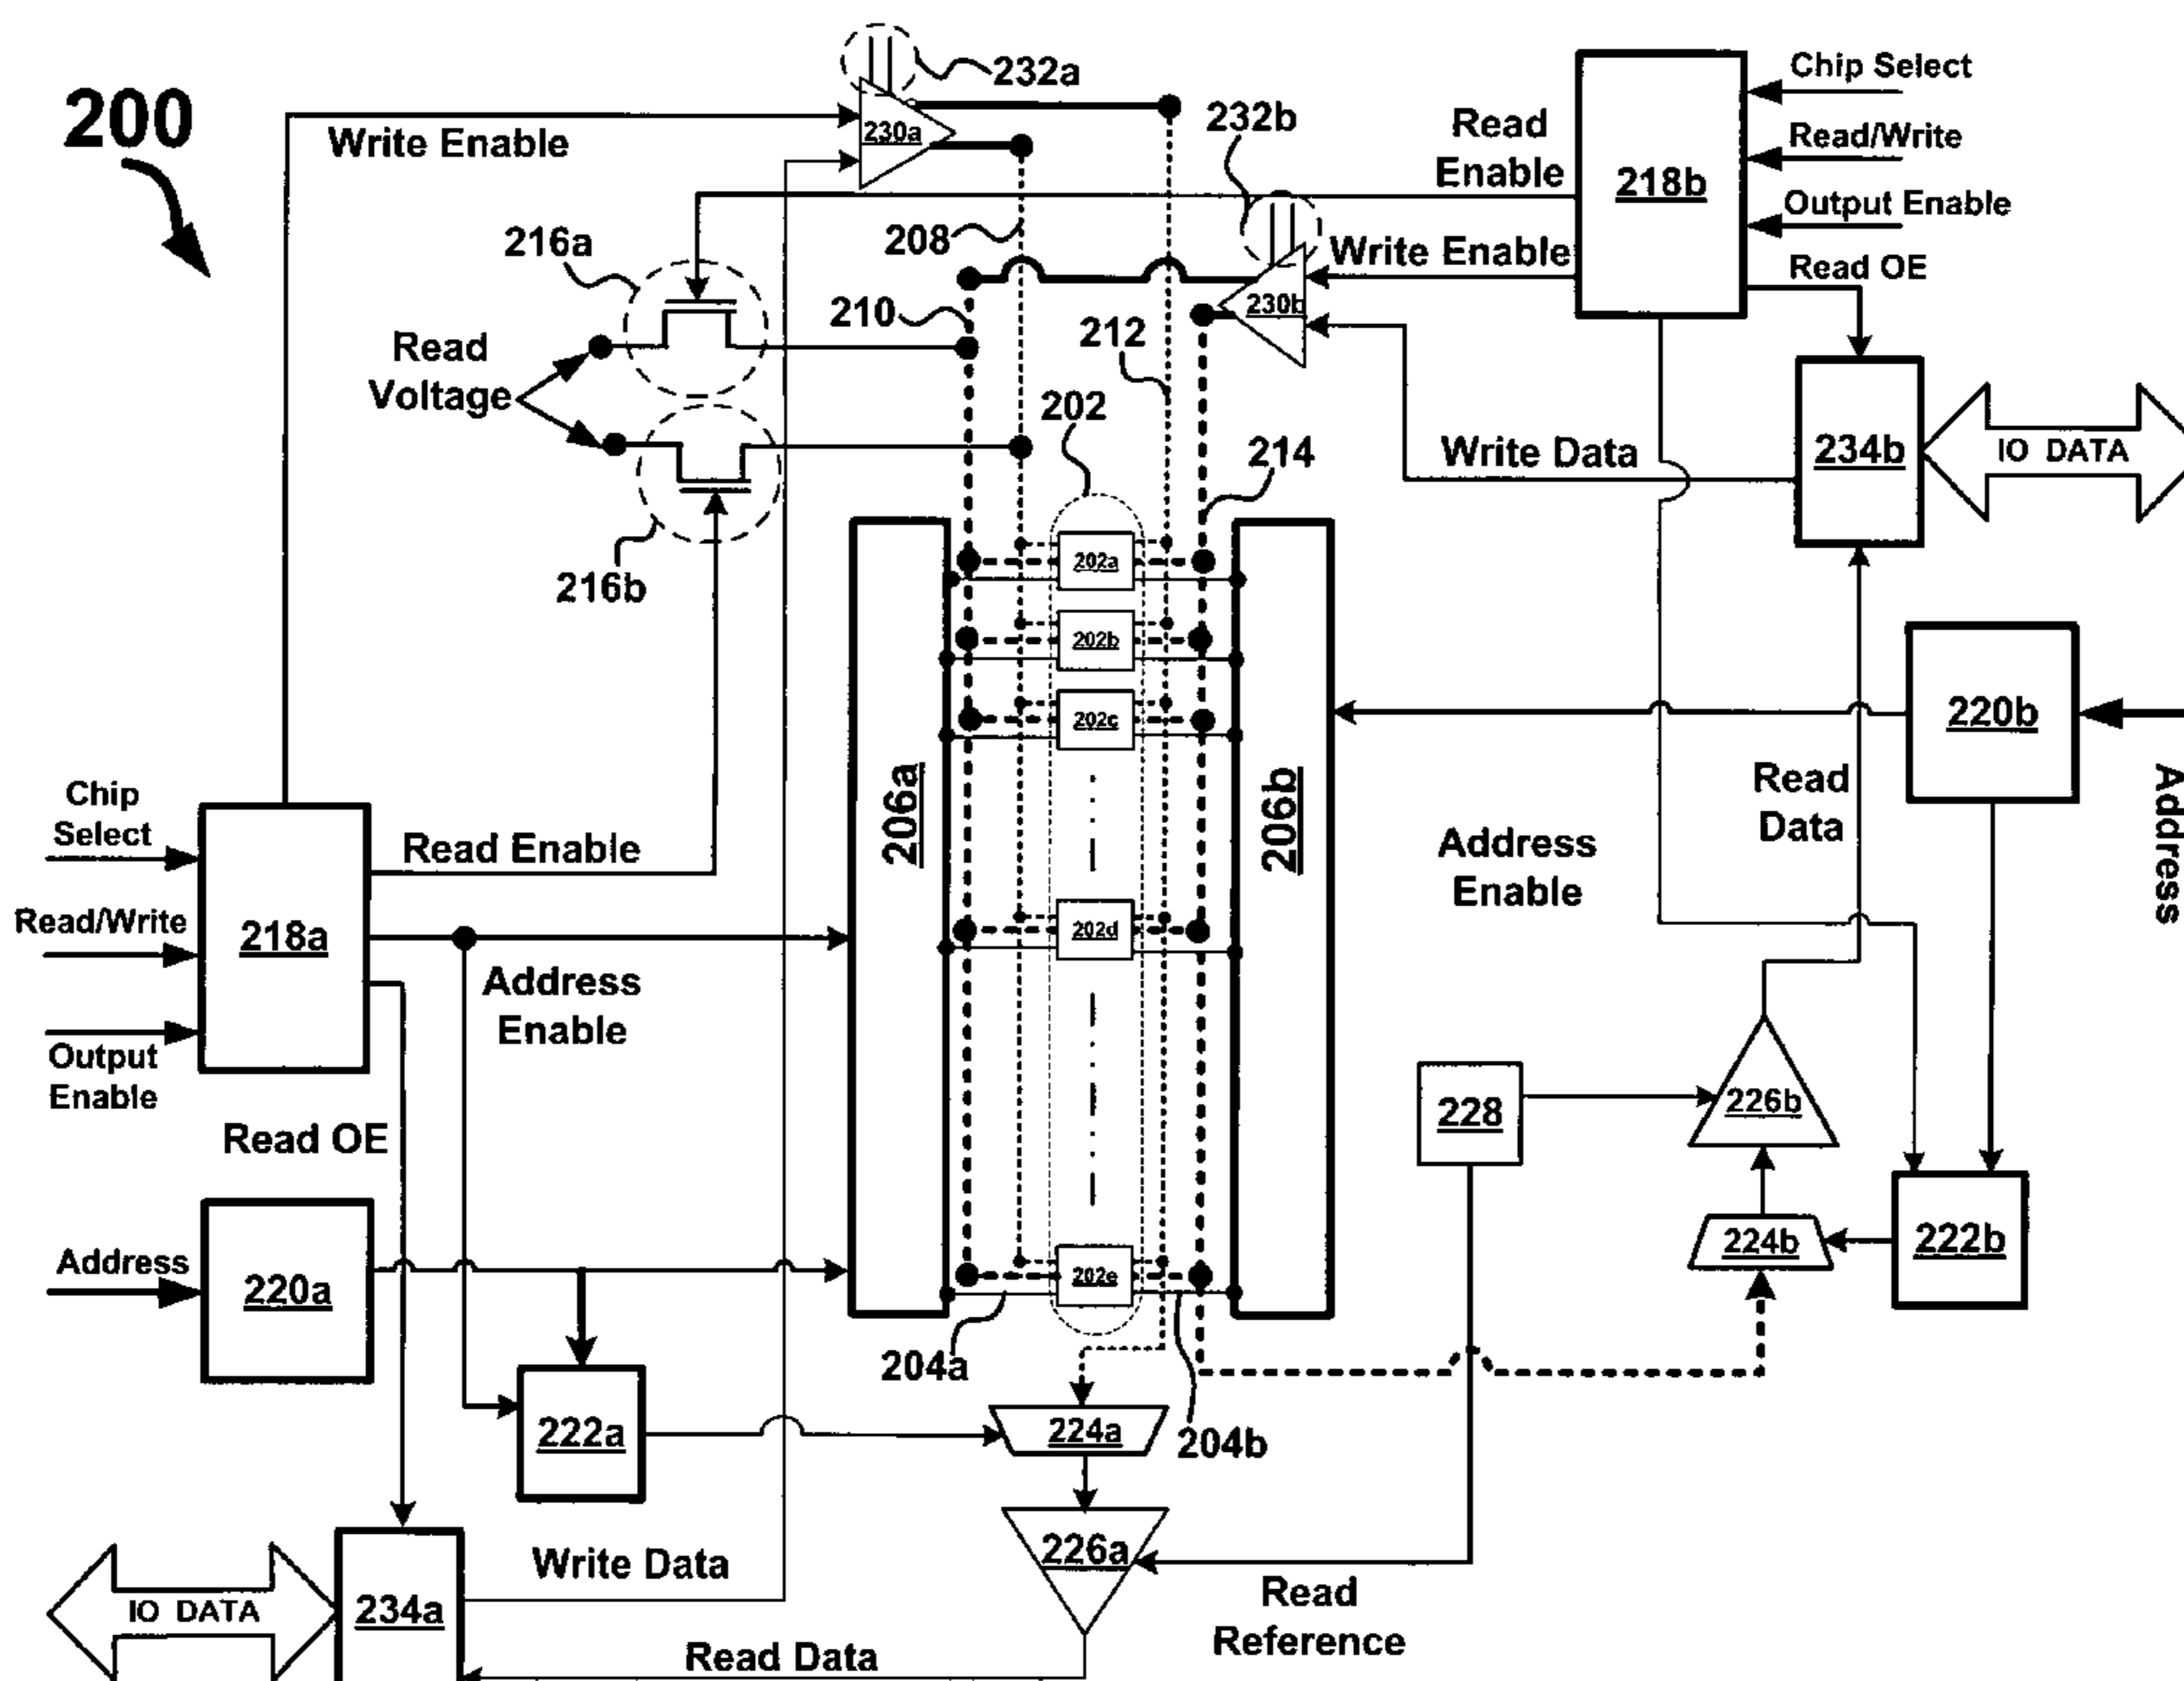 200
232a
Chip Select
Write Enable
230a
232b
Read
Enable
218b
Read/Write
Output Enable
216a
208
Write Enable
Read OE
210
230b
212
Read
Voltage
202
234b
IO DATA
Write Data
214
216b
202a
202b
202c
220b
206a
206b
Read
Data
Address
Chip
Select
Read Enable
Address
Enable
Read/Write
218a
202d
Address
Enable
Output
Enable
228
226b
Read OE
Address
220a
202e
224b
222b
204a
222a
224a
204b
226a
Write Data
IO DATA
234a
Read
Reference
Read Data